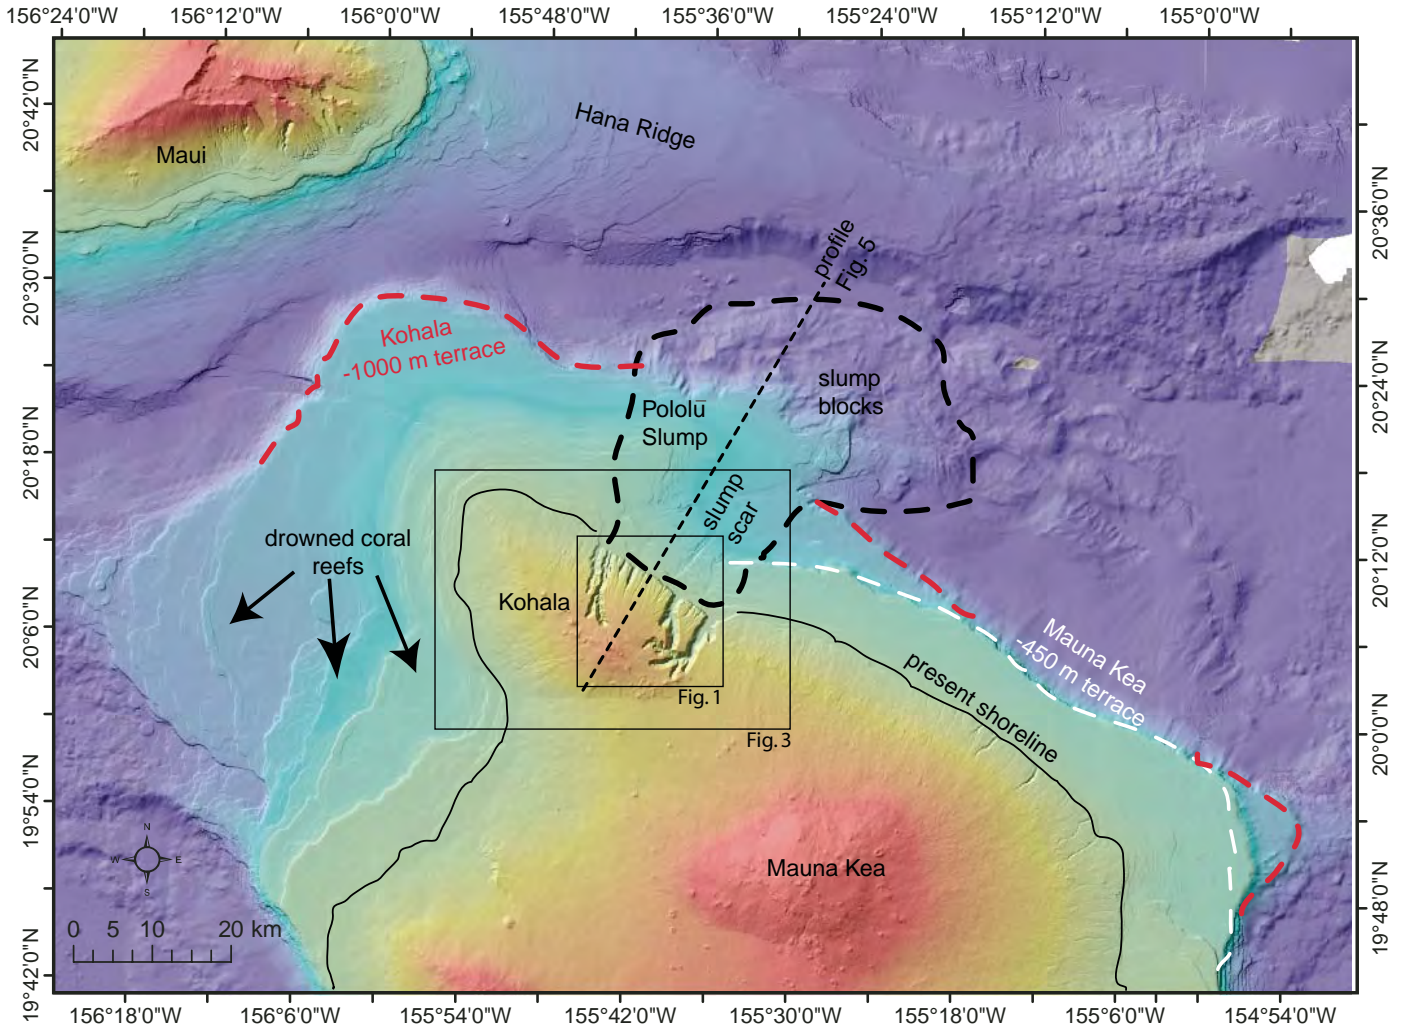 156°24'0"W 156°12'0"W 156°0'0"W 155°48'0"W 155°36'0"W 155°24'0"W 155°12'0"W 155°0'0"W
20°42'0"N
20°30'0"N
20°18'0"N
20°6'0"N
19°54'0"N
19°42'0"N
Maui
Hana Ridge
profile
Fig. 5
Kohala
-1000 m terrace
slump
blocks
Pololū
Slump
slump
scar
drowned coral
reefs
Kohala
Fig. 1
Fig. 3
Mauna Kea
-450 m terrace
present shoreline
Mauna Kea
N
W E
S
0 5 10 20 km
20°36'0"N
20°24'0"N
20°12'0"N
20°0'0"N
19°48'0"N
156°18'0"W 156°6'0"W 155°54'0"W 155°42'0"W 155°30'0"W 155°18'0"W 155°6'0"W 154°54'0"W